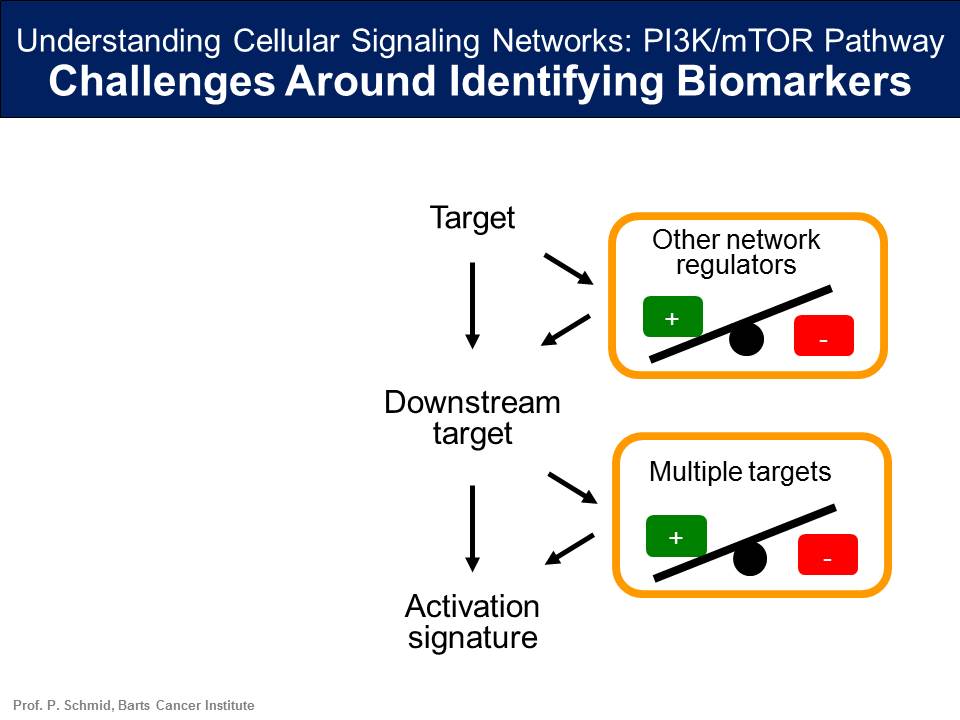 Understanding Cellular Signaling Networks: PI3K/mTOR Pathway
Challenges Around Identifying Biomarkers
Target
Other network
regulators
+
-
Downstream
target
Multiple targets
+
-
Activation
signature
Prof. P. Schmid, Barts Cancer Institute